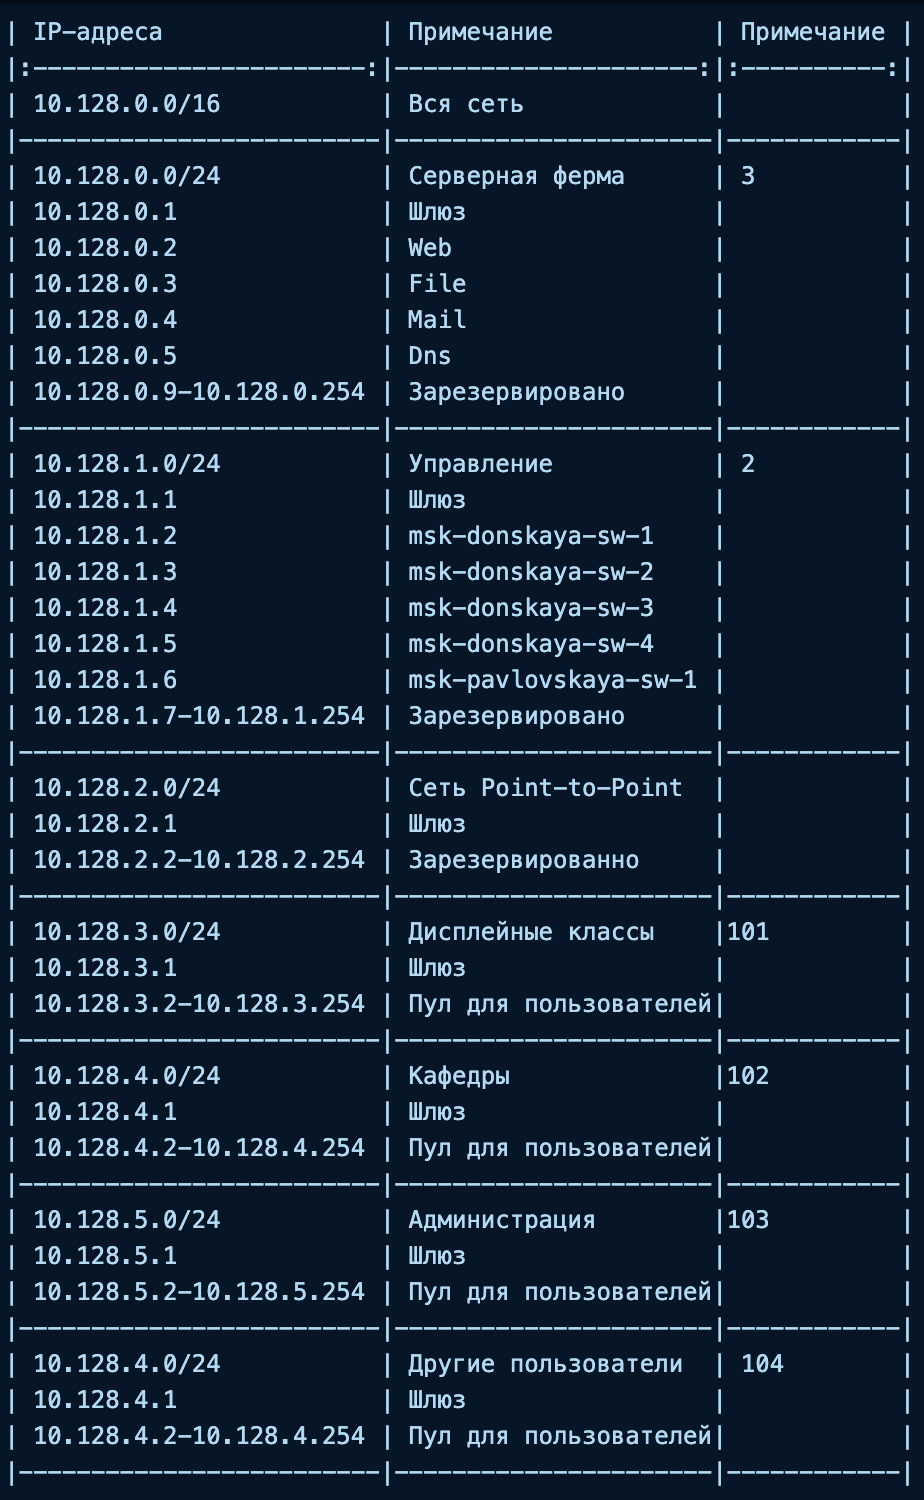 | IP-адреса | Примечание | Примечание |
|:-----------------------:|---------------------:|:----------:|
| 10.128.0.0/16 | Вся сеть | |
|-------------------------|----------------------|------------|
| 10.128.0.0/24 | Серверная ферма | 3 |
| 10.128.0.1 | Шлюз | |
| 10.128.0.2 | Web | |
| 10.128.0.3 | File | |
| 10.128.0.4 | Mail | |
| 10.128.0.5 | Dns | |
| 10.128.0.9-10.128.0.254 | Зарезервировано | |
|-------------------------|----------------------|------------|
| 10.128.1.0/24 | Управление | 2 |
| 10.128.1.1 | Шлюз | |
| 10.128.1.2 | msk-donskaya-sw-1 | |
| 10.128.1.3 | msk-donskaya-sw-2 | |
| 10.128.1.4 | msk-donskaya-sw-3 | |
| 10.128.1.5 | msk-donskaya-sw-4 | |
| 10.128.1.6 | msk-pavlovskaya-sw-1 | |
| 10.128.1.7-10.128.1.254 | Зарезервировано | |
|-------------------------|----------------------|------------|
| 10.128.2.0/24 | Сеть Point-to-Point | |
| 10.128.2.1 | Шлюз | |
| 10.128.2.2-10.128.2.254 | Зарезервированно | |
|-------------------------|----------------------|------------|
| 10.128.3.0/24 | Дисплейные классы |101 |
| 10.128.3.1 | Шлюз | |
| 10.128.3.2-10.128.3.254 | Пул для пользователей| |
|-------------------------|----------------------|------------|
| 10.128.4.0/24 | Кафедры |102 |
| 10.128.4.1 | Шлюз | |
| 10.128.4.2-10.128.4.254 | Пул для пользователей| |
|-------------------------|----------------------|------------|
| 10.128.5.0/24 | Администрация |103 |
| 10.128.5.1 | Шлюз | |
| 10.128.5.2-10.128.5.254 | Пул для пользователей| |
|-------------------------|----------------------|------------|
| 10.128.4.0/24 | Другие пользователи | 104 |
| 10.128.4.1 | Шлюз | |
| 10.128.4.2-10.128.4.254 | Пул для пользователей| |
|-------------------------|----------------------|------------|